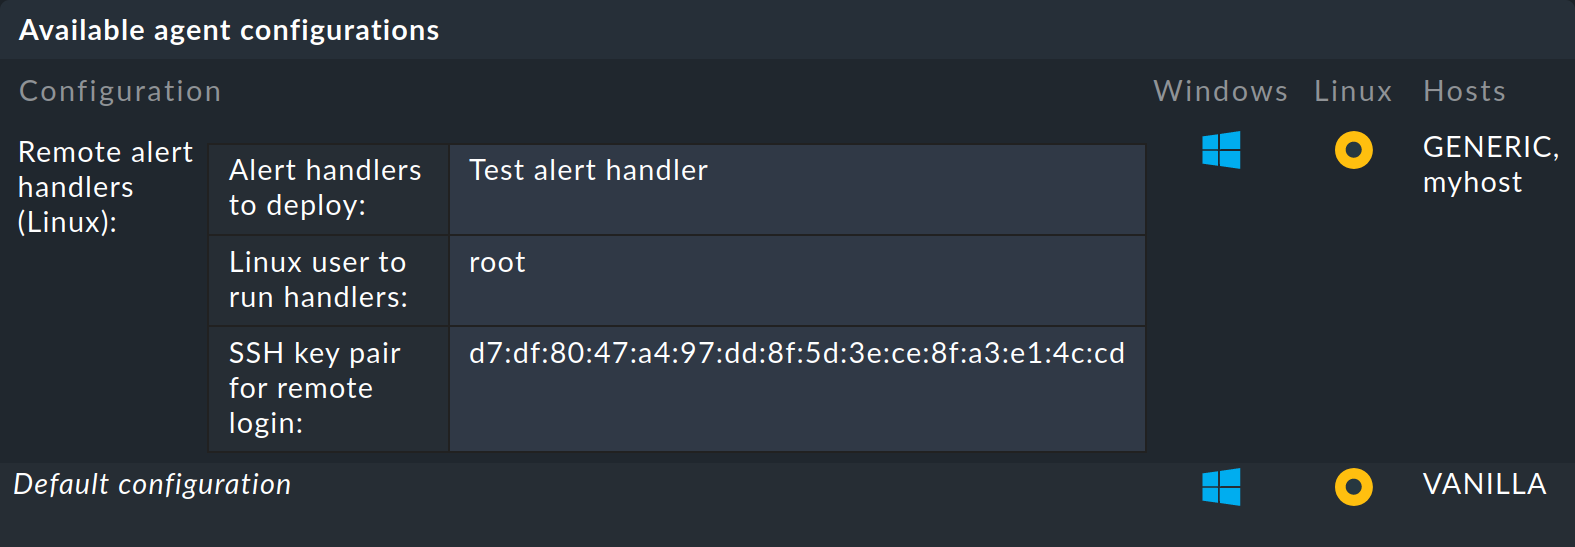 Available agent configurations
Configuration Windows Linux Hosts
Remote alert
handlers
(Linux):
Alert handlers
to deploy:
Test alert handler
Linux user to
run handlers:
root
SSH key pair
for remote
login:
d7:df:80:47:a4:97:dd:8f:5d:3e:ce:8f:a3:e1:4c:cd
GENERIC,
myhost
Default configuration VANILLA